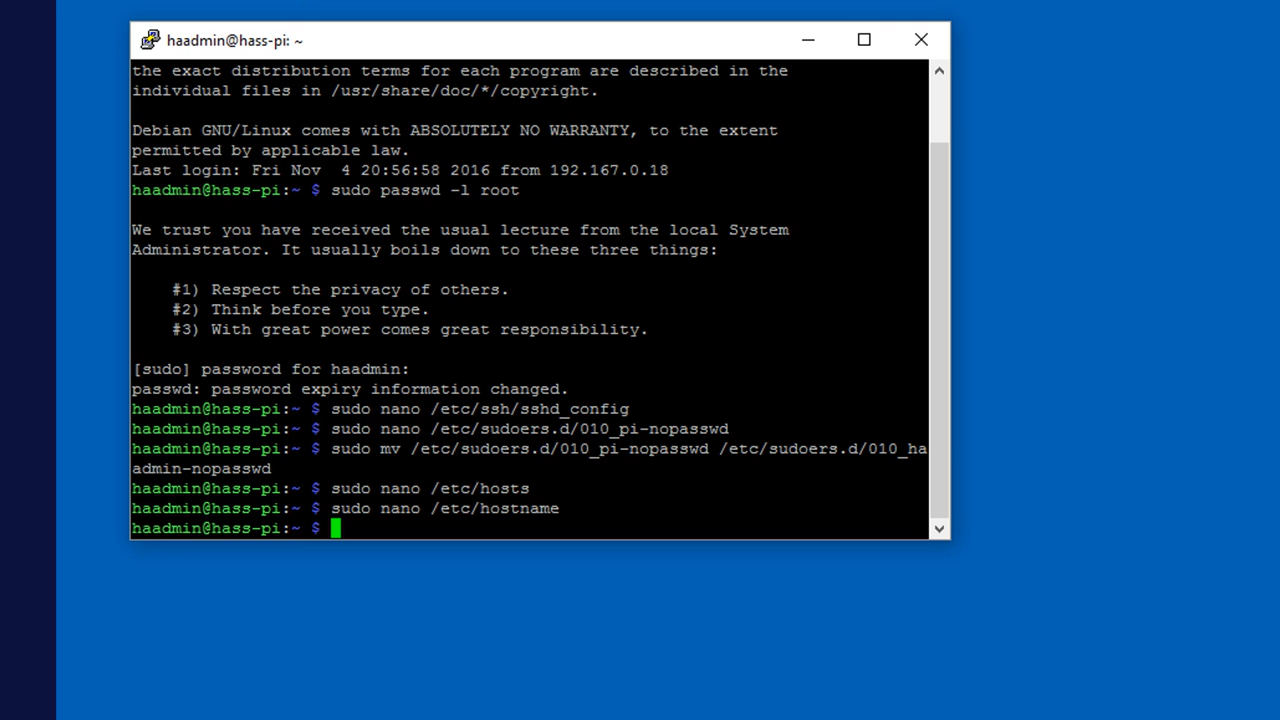 haadmin@hass-pi: ~
the exact distribution terms for each program are described in the
individual files in /usr/share/doc/*/copyright.
Debian GNU/Linux comes with ABSOLUTELY NO WARRANTY, to the extent
permitted by applicable law.
Last login: Fri Nov  4 20:56:58 2016 from 192.167.0.18
haadmin@hass-pi:~ $ sudo passwd -l root
We trust you have received the usual lecture from the local System
Administrator. It usually boils down to these three things:
#1) Respect the privacy of others.
#2) Think before you type.
#3) With great power comes great responsibility.
[sudo] password for haadmin:
passwd: password expiry information changed.
haadmin@hass-pi:~ $ sudo nano /etc/ssh/sshd_config
haadmin@hass-pi:~ $ sudo nano /etc/sudoers.d/010_pi-nopasswd
haadmin@hass-pi:~ $ sudo mv /etc/sudoers.d/010_pi-nopasswd /etc/sudoers.d/010_ha
admin-nopasswd
haadmin@hass-pi:~ $ sudo nano /etc/hosts
haadmin@hass-pi:~ $ sudo nano /etc/hostname
haadmin@hass-pi:~ $